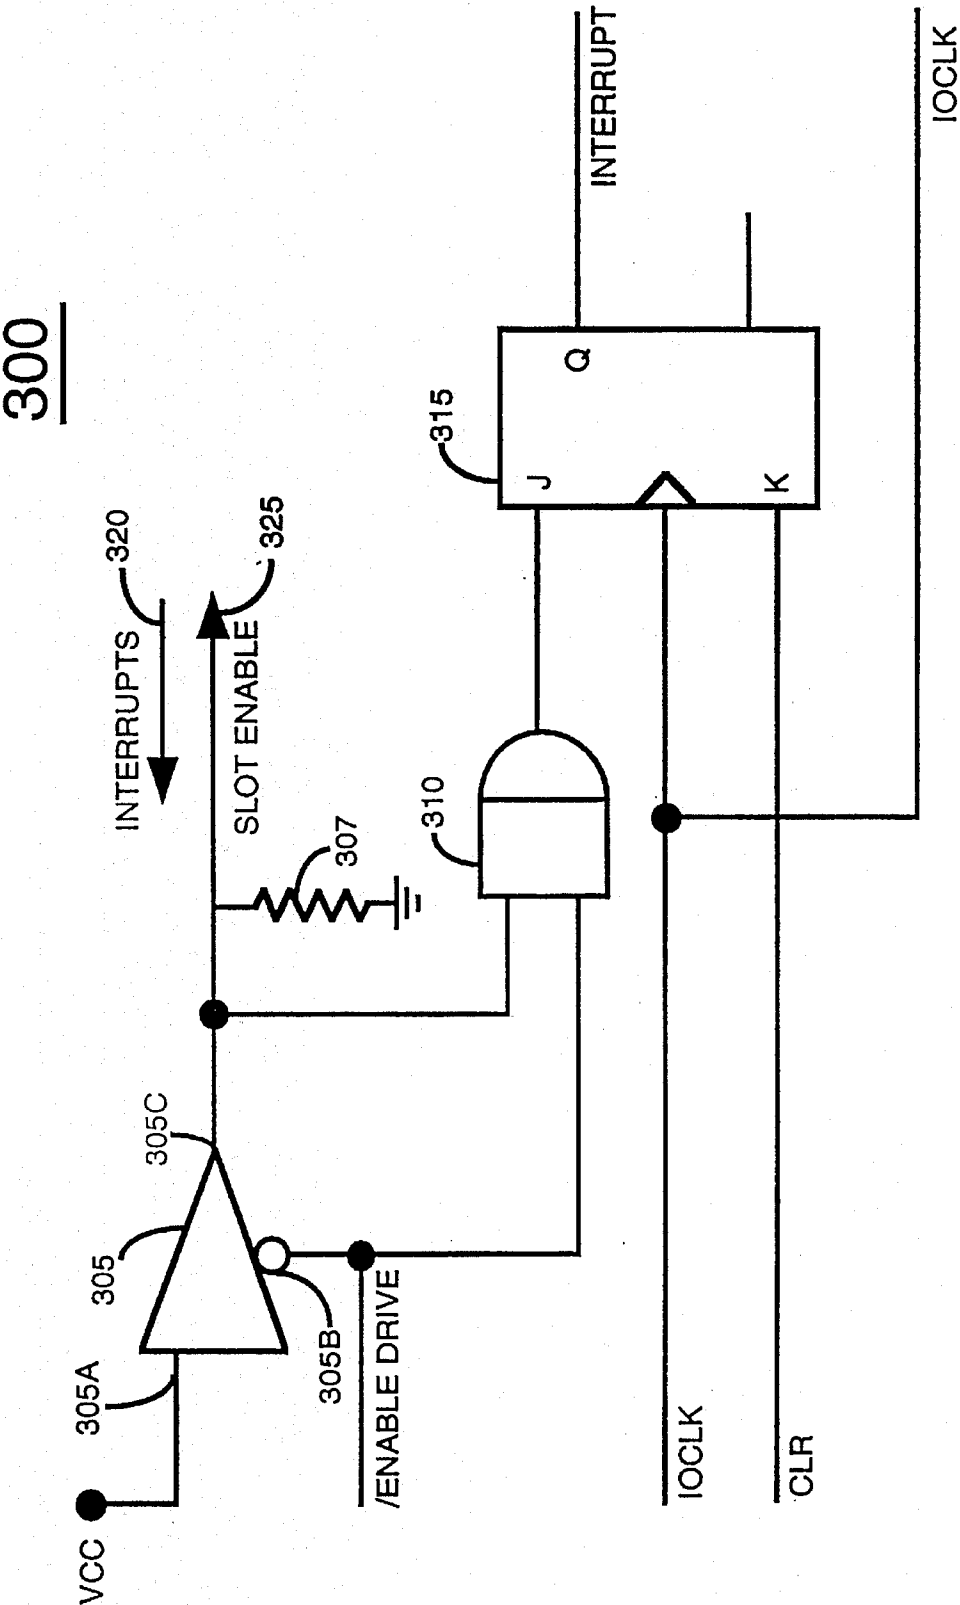 300
VCC
305A
305
305C
305B
/ENABLE DRIVE
INTERRUPTS
320
SLOT ENABLE
325
307
310
315
J
Q
K
INTERRUPT
IOCLK
CLR
IOCLK